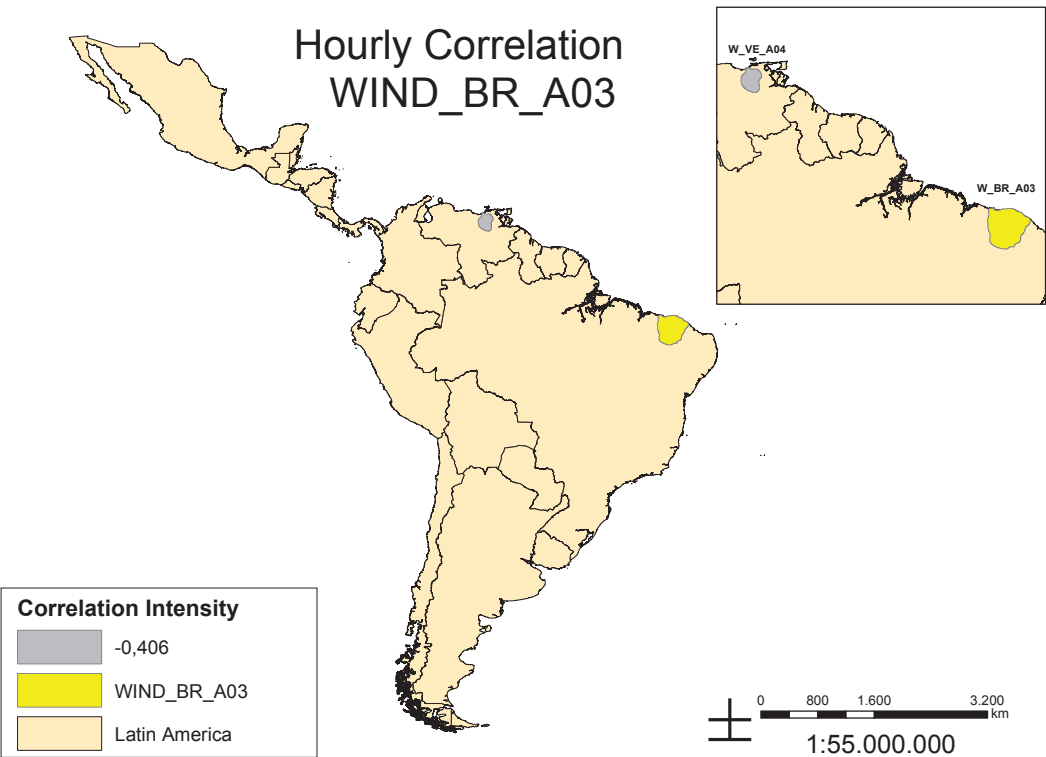 Hourly Correlation
WIND_BR_A03
W_VE_A04
W_BR_A03
Correlation Intensity
-0,406
WIND_BR_A03
Latin America
0 800 1.600 3.200
km
1:55.000.000